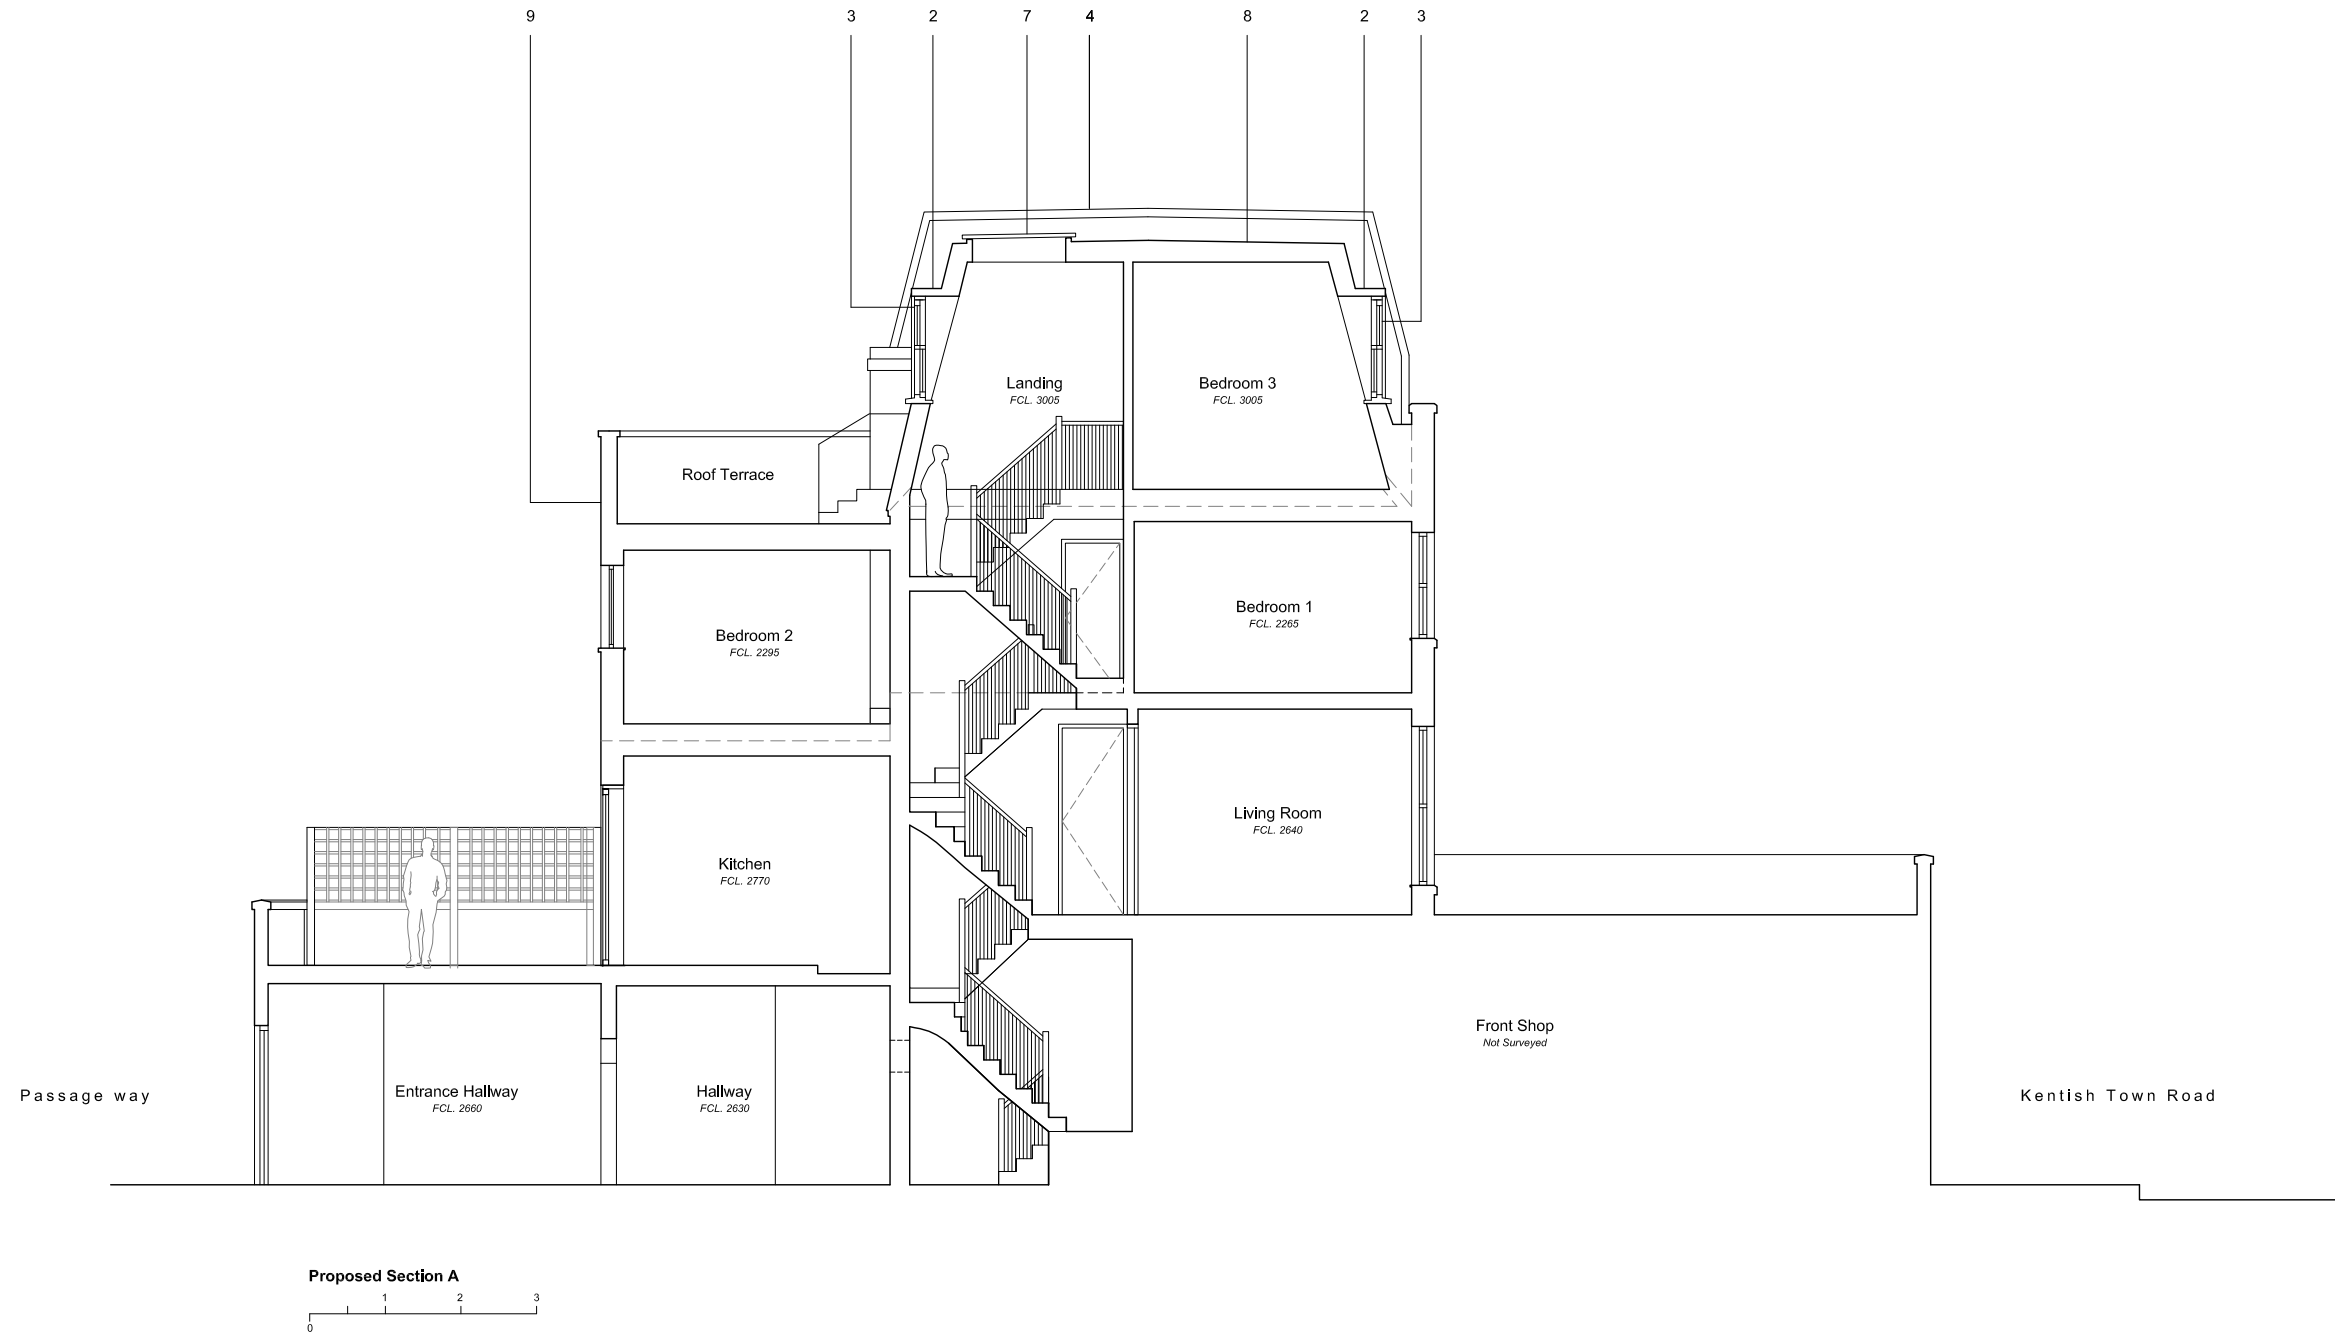 9 3 2 7 4 8 2 3
Landing
FCL. 3005
Bedroom 3
FCL. 3005
Roof Terrace
Bedroom 1
FCL. 2265
Bedroom 2
FCL. 2295
Living Room
FCL. 2640
Kitchen
FCL. 2770
Front Shop
Not Surveyed
Passage way
Entrance Hallway
FCL. 2660
Hallway
FCL. 2630
Kentish Town Road
Proposed Section A
1 2 3
0